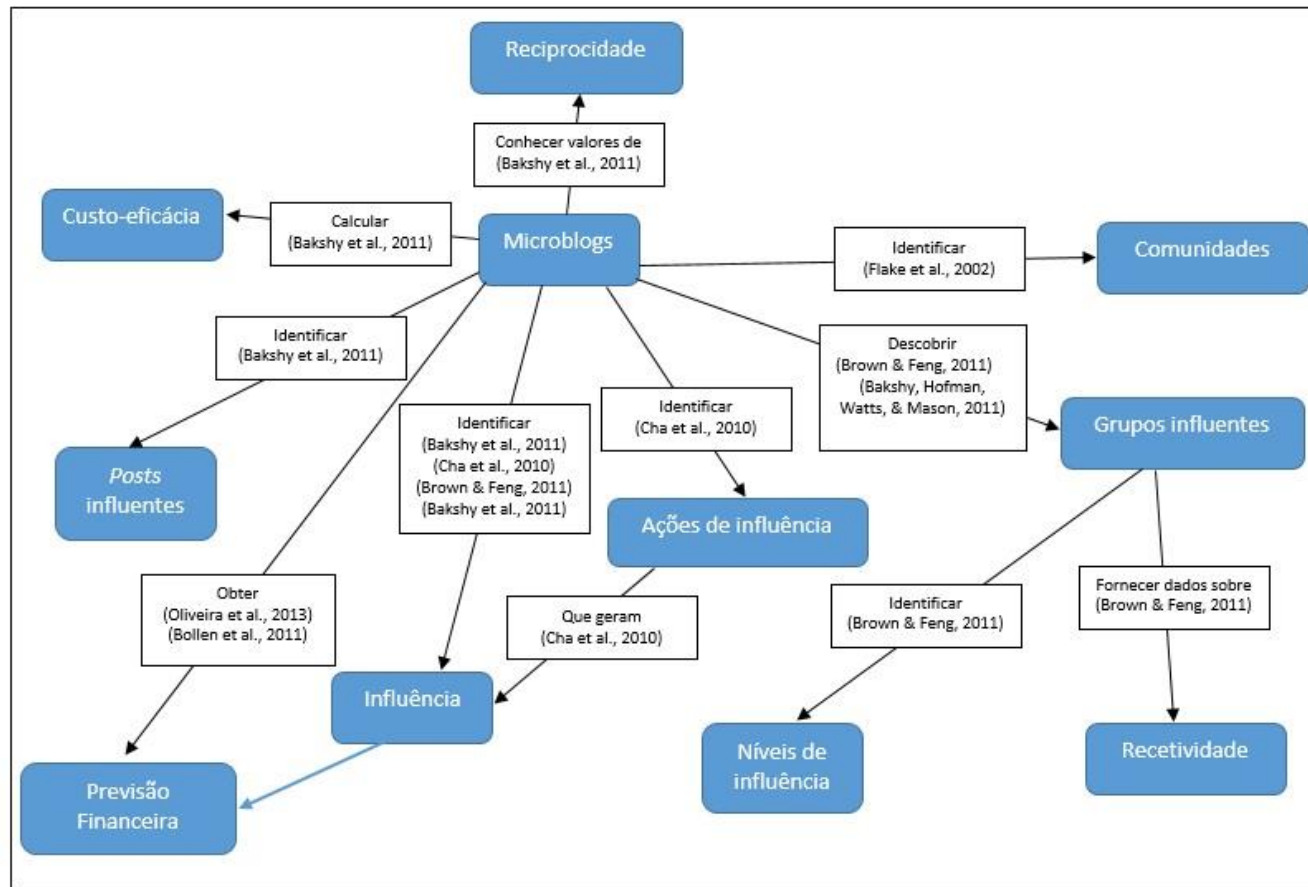 Reciprocidade
Conhecer valores de
(Bakshy et al., 2011)
Custo-eficácia
Calcular
(Bakshy et al., 2011)
Microblogs
Identificar
(Flake et al., 2002)
Comunidades
Identificar
(Bakshy et al., 2011)
Descobrir
(Brown & Feng, 2011)
(Bakshy, Hofman,
Watts, & Mason, 2011)
Identificar
(Bakshy et al., 2011)
(Cha et al., 2010)
(Brown & Feng, 2011)
(Bakshy et al., 2011)
Identificar
(Cha et al., 2010)
Grupos influentes
Posts
influentes
Ações de influência
Obter
(Oliveira et al., 2013)
(Bollen et al., 2011)
Que geram
(Cha et al., 2010)
Identificar
(Brown & Feng, 2011)
Fornecer dados sobre
(Brown & Feng, 2011)
Influência
Níveis de
influência
Recetividade
Previsão
Financeira